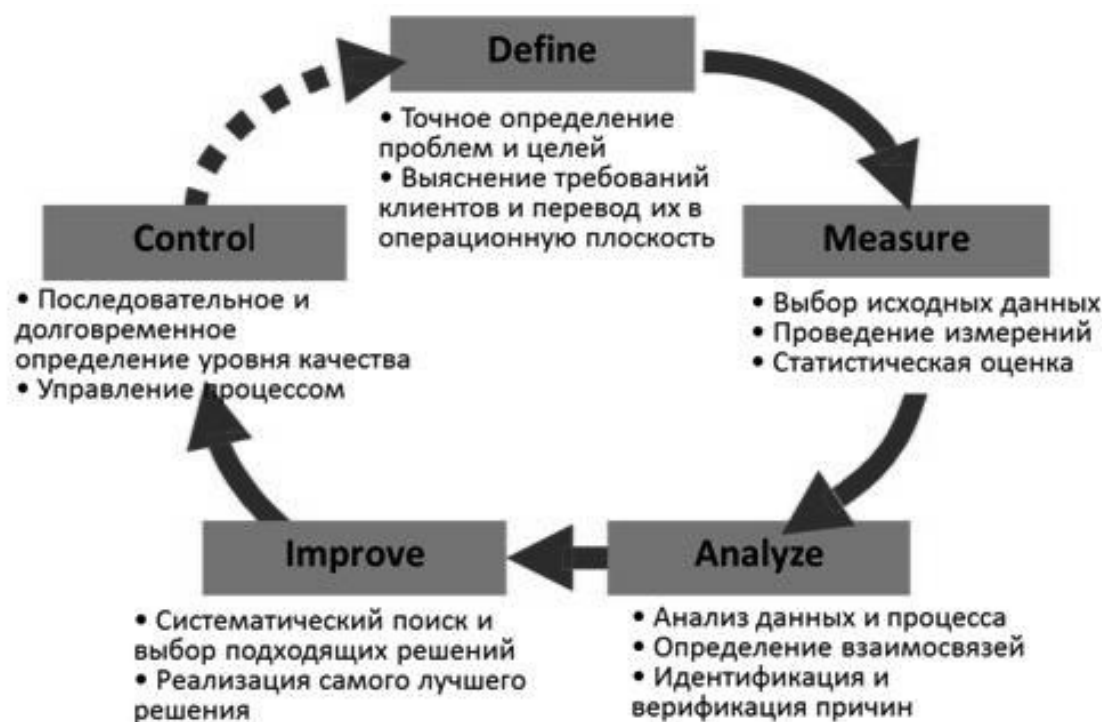 Define
• Точное определение
проблем и целей
• Выяснение требований
клиентов и перевод их в
операционную плоскость
Measure
• Выбор исходных данных
• Проведение измерений
• Статистическая оценка
Analyze
• Анализ данных и процесса
• Определение взаимосвязей
• Идентификация и
верификация причин
Improve
• Систематический поиск и
выбор подходящих решений
• Реализация самого лучшего
решения
Control
• Последовательное и
долговременное
определение уровня качества
• Управление процессом